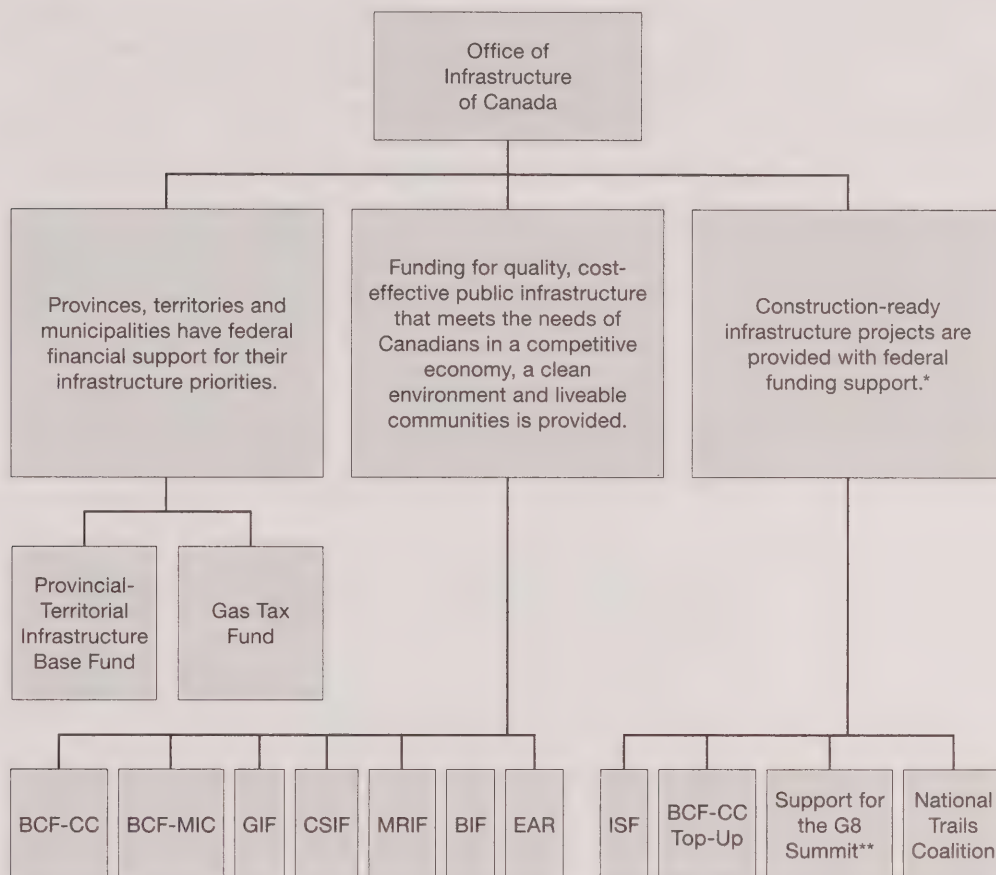 Office of
Infrastructure
of Canada
Provinces, territories and
municipalities have federal
financial support for their
infrastructure priorities.
Funding for quality, cost-
effective public infrastructure
that meets the needs of
Canadians in a competitive
economy, a clean
environment and liveable
communities is provided.
Construction-ready
infrastructure projects are
provided with federal
funding support.*
Provincial-
Territorial
Infrastructure
Base Fund
Gas Tax
Fund
BCF-CC
BCF-MIC
GIF
CSIF
MRIF
BIF
EAR
ISF
BCF-CC
Top-Up
Support for
the G8
Summit**
National
Trails
Coalition